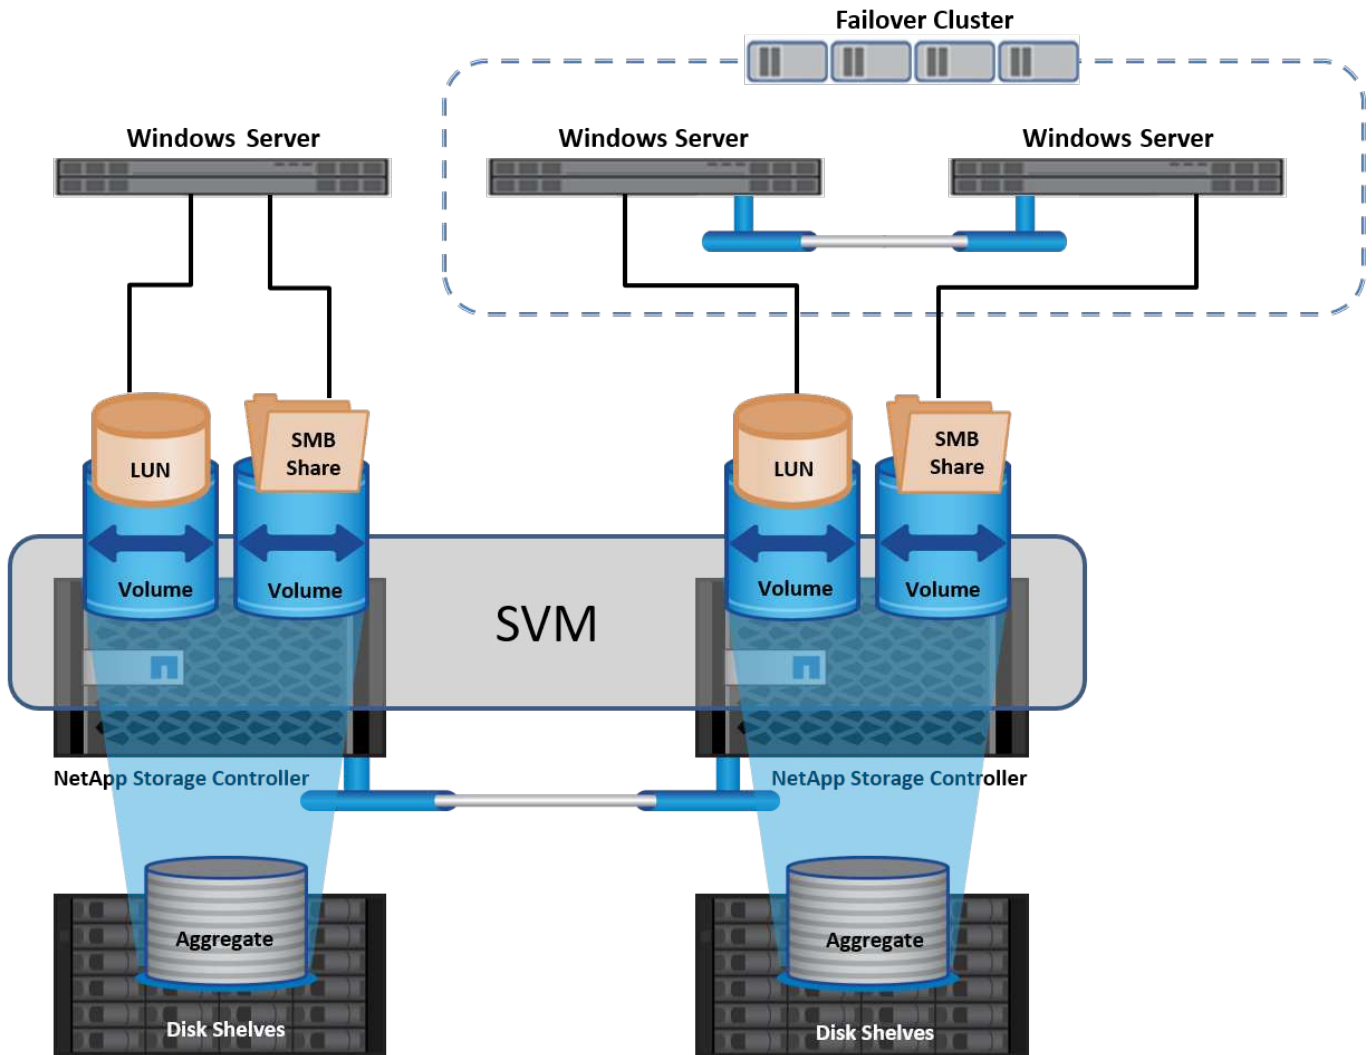 Failover Cluster
Windows Server
Windows Server
Windows Server
LUN
SMB
Share
LUN
SMB
Share
Volume
Volume
Volume
Volume
SVM
NetApp Storage Controller
NetApp Storage Controller
Aggregate
Aggregate
Disk Shelves
Disk Shelves